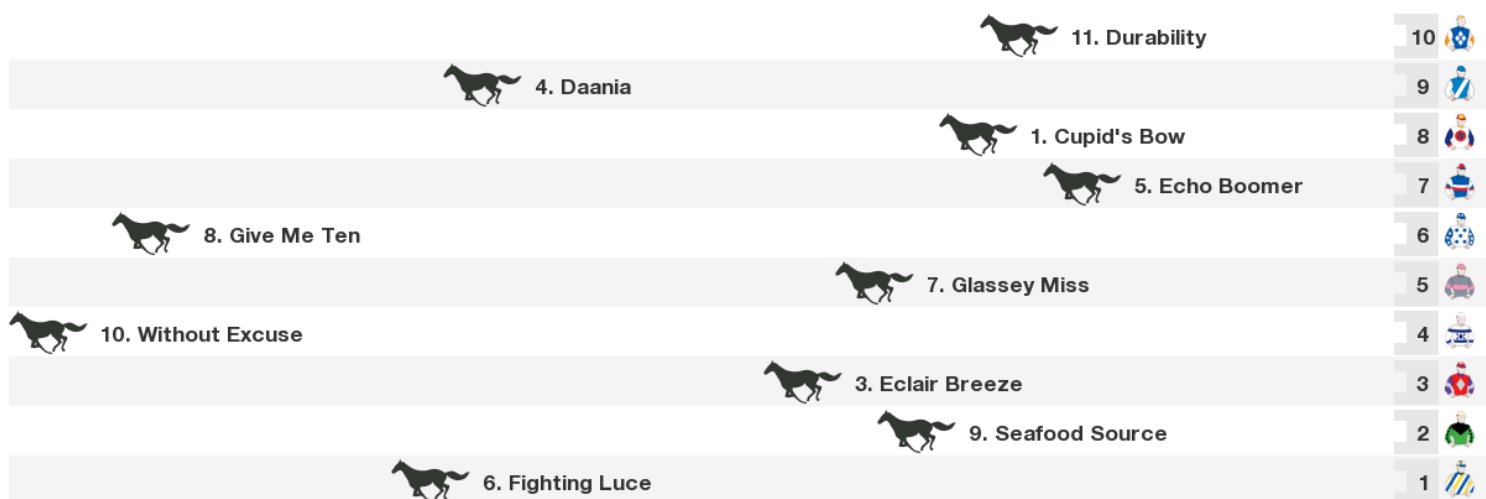 11. Durability 10
4. Daania 9
1. Cupid's Bow 8
5. Echo Boomer 7
8. Give Me Ten 6
7. Glassey Miss 5
10. Without Excuse 4
3. Eclair Breeze 3
9. Seafood Source 2
6. Fighting Luce 1